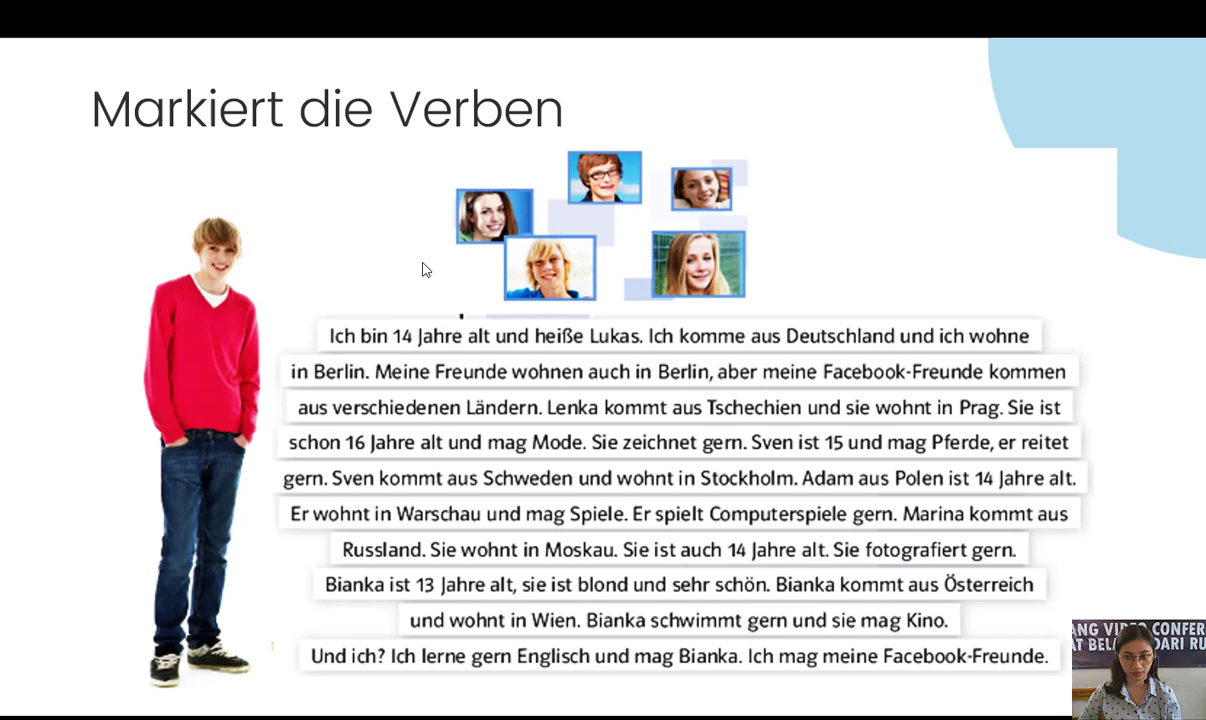 Markiert die Verben
Ich bin 14 Jahre alt und heiße Lukas. Ich komme aus Deutschland und ich wohne
in Berlin. Meine Freunde wohnen auch in Berlin, aber meine Facebook-Freunde kommen
aus verschiedenen Ländern. Lenka kommt aus Tschechien und sie wohnt in Prag. Sie ist
schon 16 Jahre alt und mag Mode. Sie zeichnet gern. Sven ist 15 und mag Pferde, er reitet
gern. Sven kommt aus Schweden und wohnt in Stockholm. Adam aus Polen ist 14 Jahre alt.
Er wohnt in Warschau und mag Spiele. Er spielt Computerspiele gern. Marina kommt aus
Russland. Sie wohnt in Moskau. Sie ist auch 14 Jahre alt. Sie fotografiert gern.
Bianka ist 13 Jahre alt, sie ist blond und sehr schön. Bianka kommt aus Österreich
und wohnt in Wien. Bianka schwimmt gern und sie mag Kino.
Und ich? Ich lerne gern Englisch und mag Bianka. Ich mag meine Facebook-Freunde.
ANG VIDEO CONFER
AT BELA DARI RU